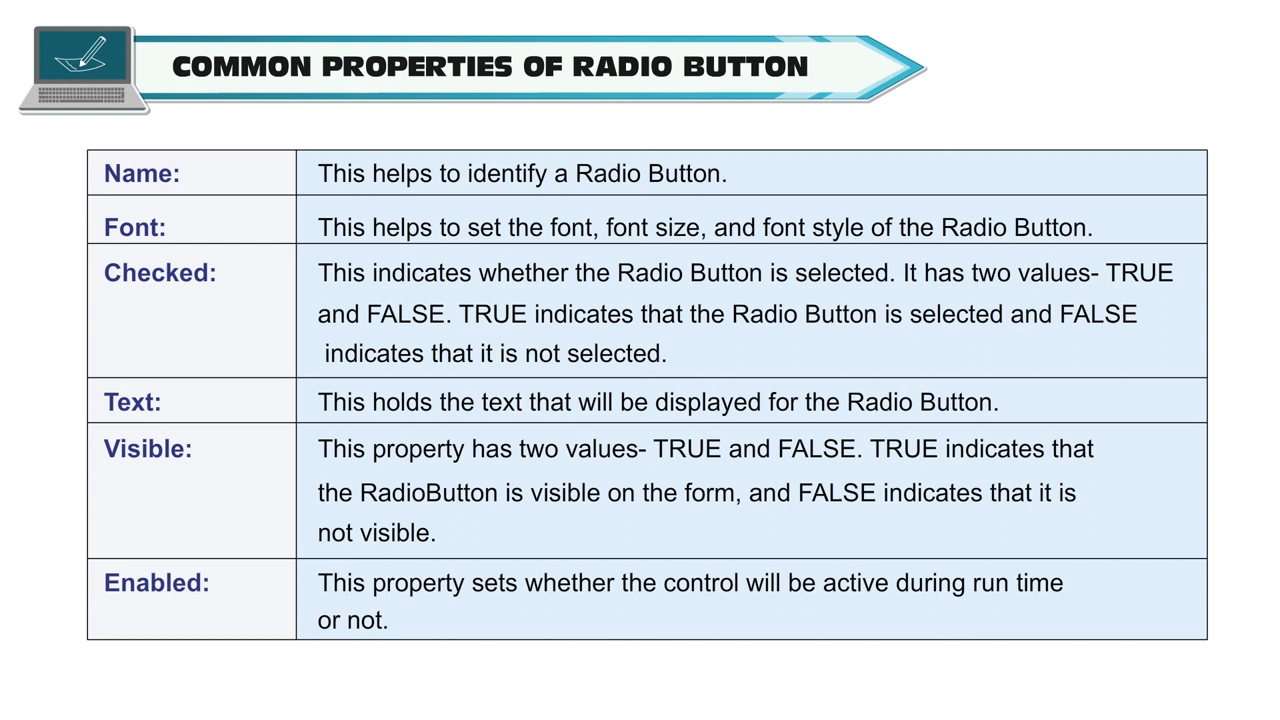 COMMON PROPERTIES OF RADIO BUTTON
Name: This helps to identify a Radio Button.
Font: This helps to set the font, font size, and font style of the Radio Button.
Checked: This indicates whether the Radio Button is selected. It has two values- TRUE
and FALSE. TRUE indicates that the Radio Button is selected and FALSE
indicates that it is not selected.
Text: This holds the text that will be displayed for the Radio Button.
Visible: This property has two values- TRUE and FALSE. TRUE indicates that
the RadioButton is visible on the form, and FALSE indicates that it is
not visible.
Enabled: This property sets whether the control will be active during run time
or not.